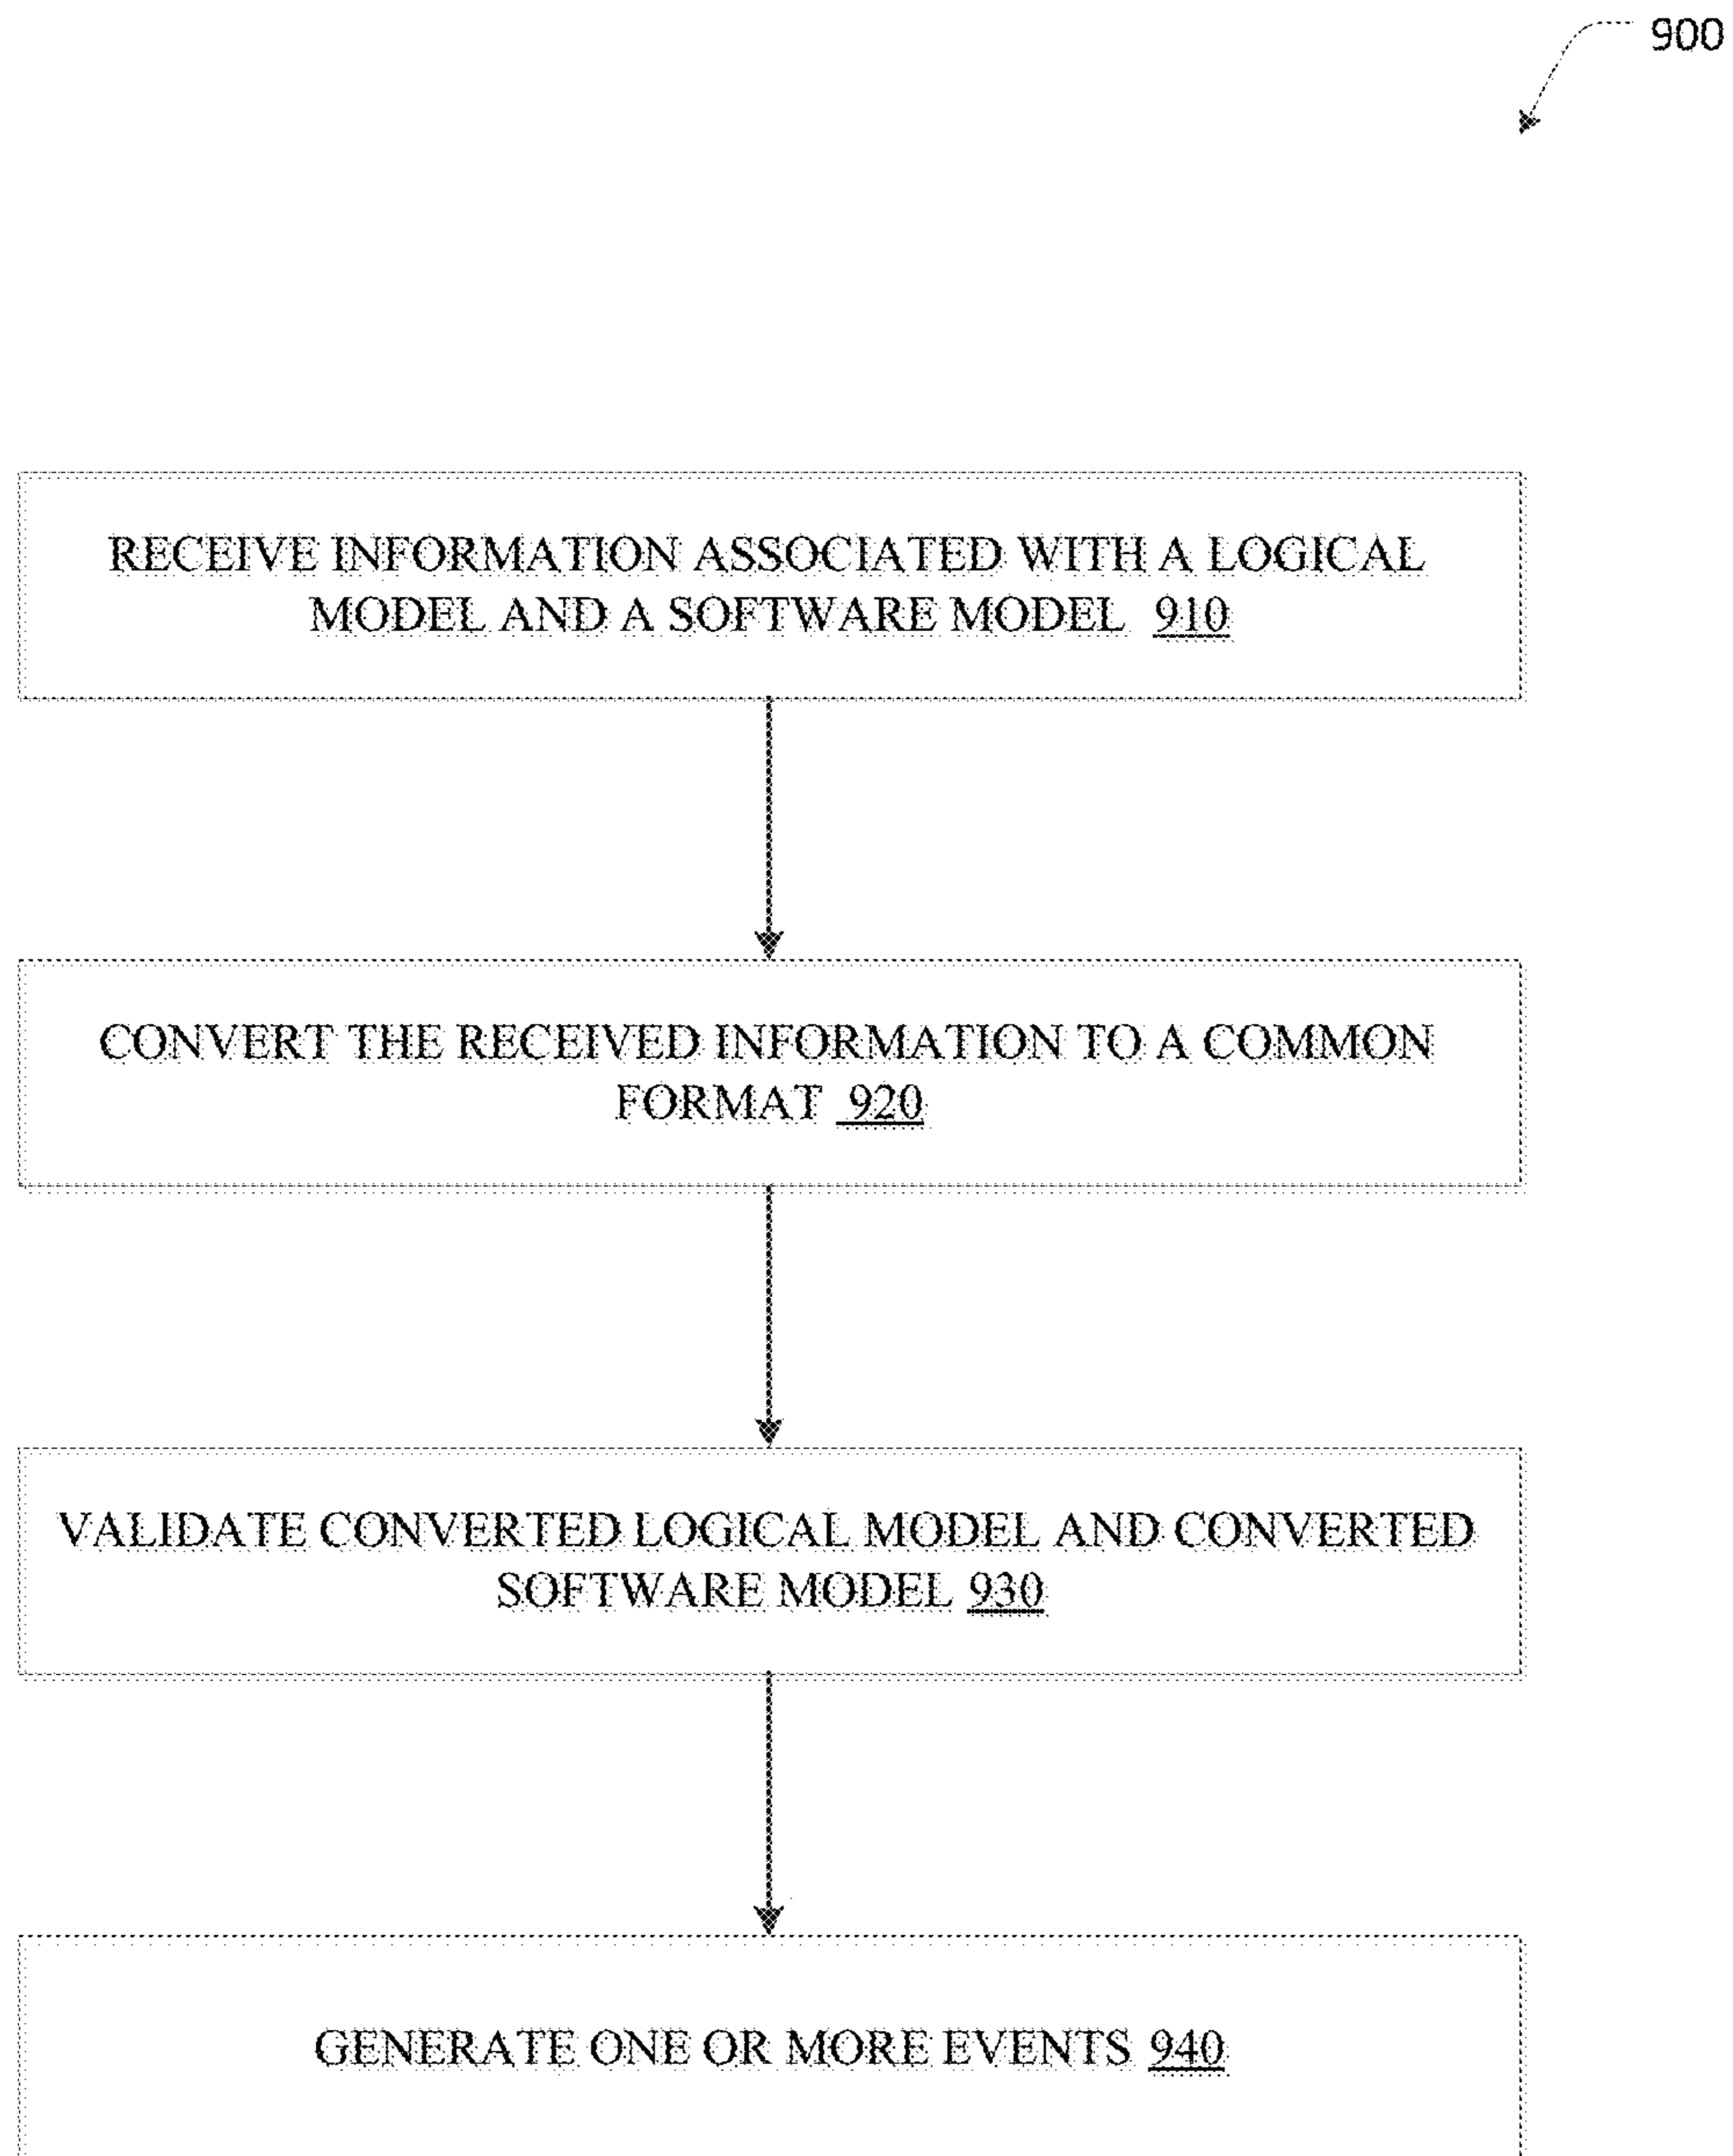 900
RECEIVE INFORMATION ASSOCIATED WITH A LOGICAL
MODEL AND A SOFTWARE MODEL 910
CONVERT THE RECEIVED INFORMATION TO A COMMON
FORMAT 920
VALIDATE CONVERTED LOGICAL MODEL AND CONVERTED
SOFTWARE MODEL 930
GENERATE ONE OR MORE EVENTS 940